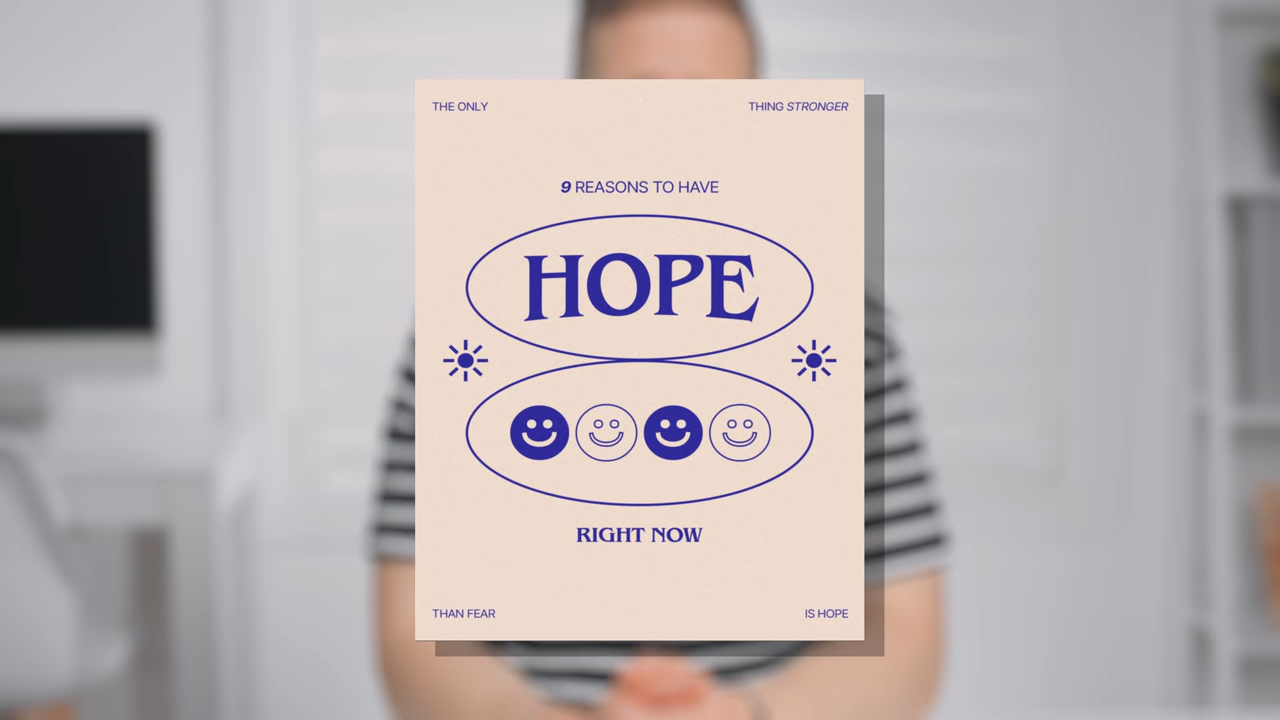 THE ONLY
THING STRONGER
9 REASONS TO HAVE
HOPE
RIGHT NOW
THAN FEAR
IS HOPE